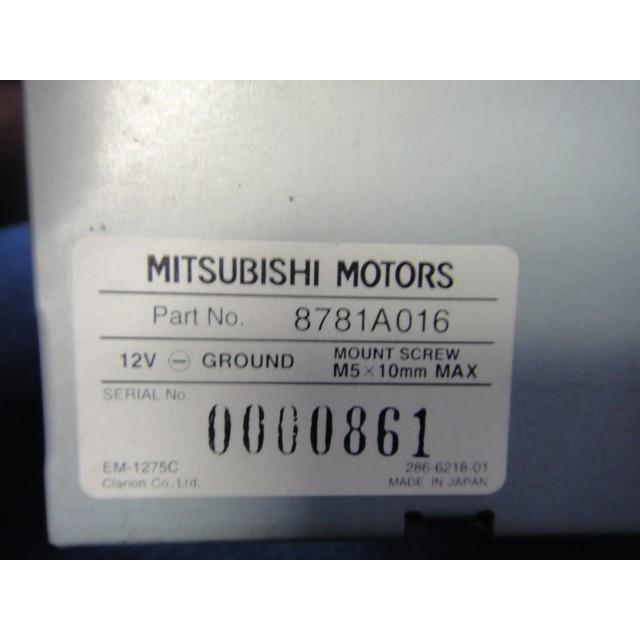 MITSUBISHI MOTORS
Part No. 8781A016
12V ⊖ GROUND MOUNT SCREW
M5×10mm MAX
SERIAL No.
0000861
EM-1275C 286-6218-01
Clarion Co., Ltd. MADE IN JAPAN